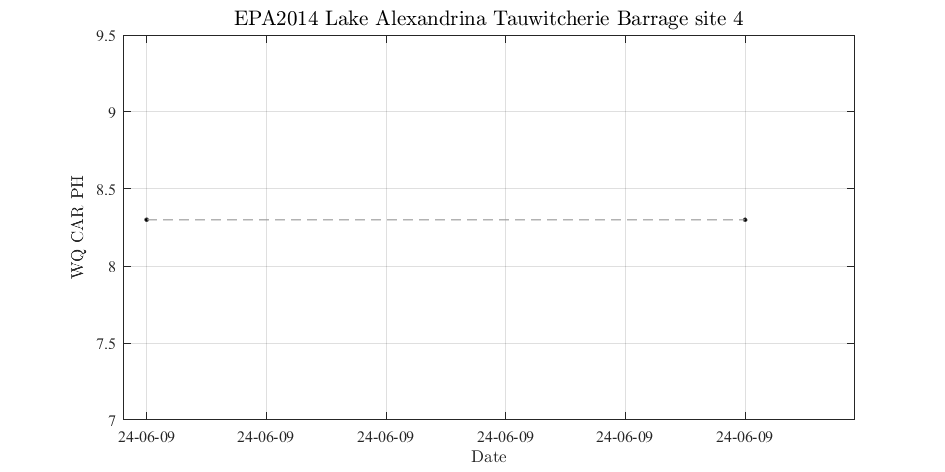 EPA2014 Lake Alexandrina Tauwitcherie Barrage site 4
9.5
9
8.5
8
7.5
7
WQ CAR PH
24-06-09 24-06-09 24-06-09 24-06-09 24-06-09 24-06-09
Date